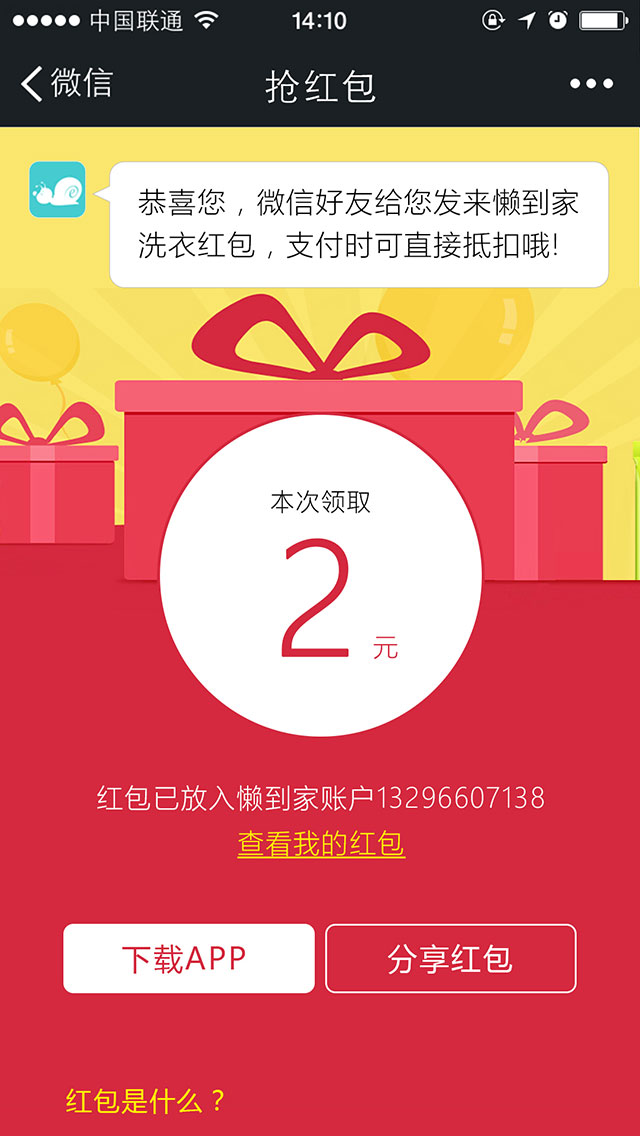 中国联通
14:10
微信
抢红包
恭喜您，微信好友给您发来懒到家
洗衣红包，支付时可直接抵扣哦!
本次领取
2 元
红包已放入懒到家账户13296607138
查看我的红包
下载APP
分享红包
红包是什么？